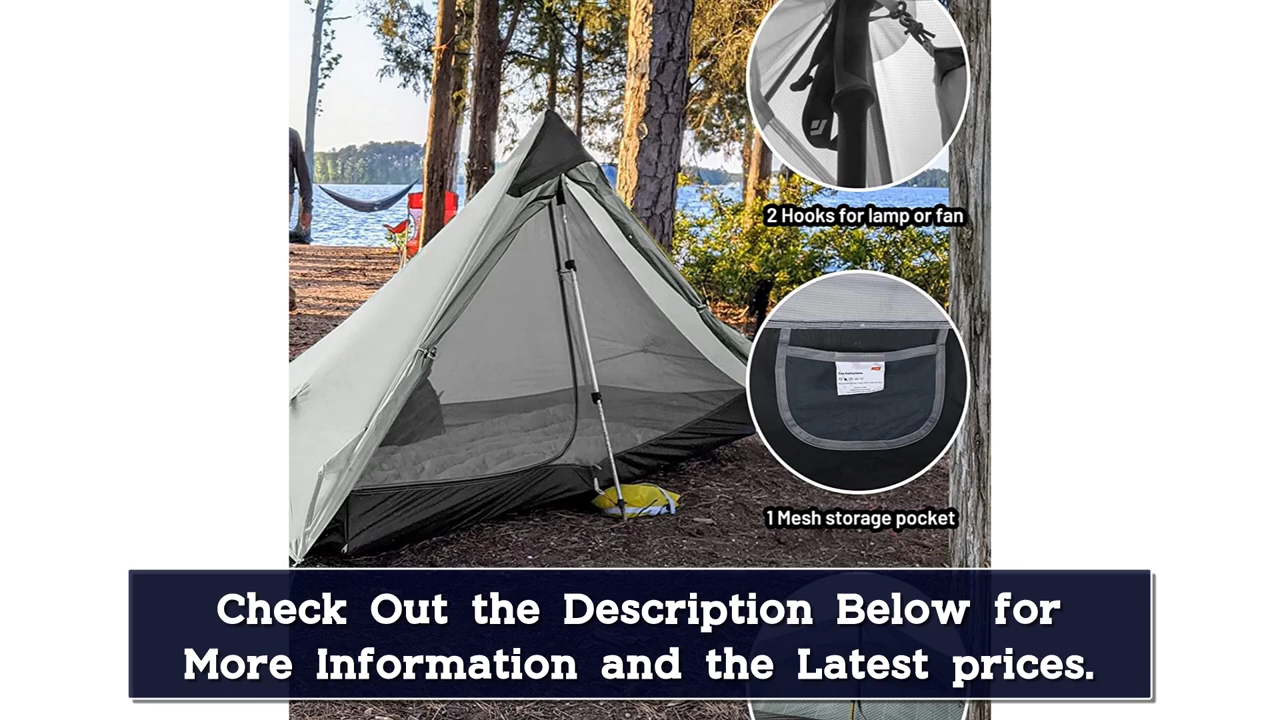 2 Hooks for lamp or fan
1 Mesh storage pocket
Check Out the Description Below for
More Information and the Latest prices.